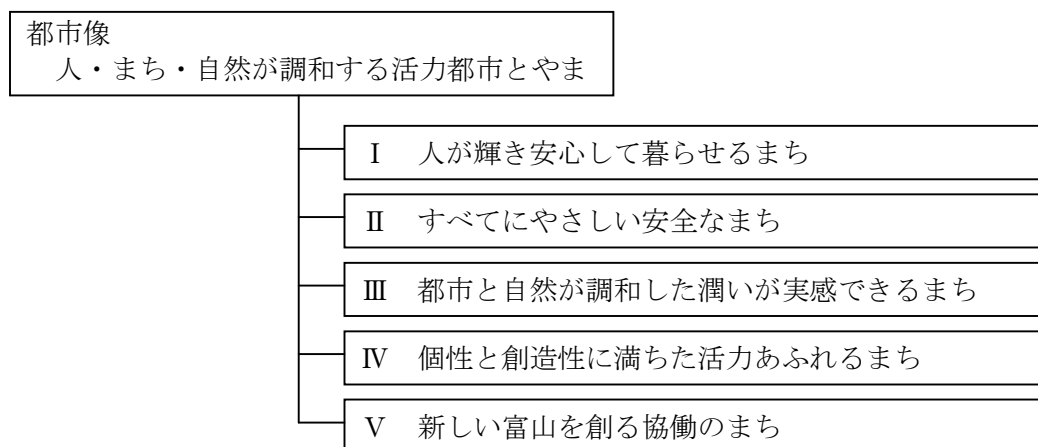 都市像
人・まち・自然が調和する活力都市とやま
Ⅰ 人が輝き安心して暮らせるまち
Ⅱ すべてにやさしい安全なまち
Ⅲ 都市と自然が調和した潤いが実感できるまち
Ⅳ 個性と創造性に満ちた活力あふれるまち
Ⅴ 新しい富山を創る協働のまち